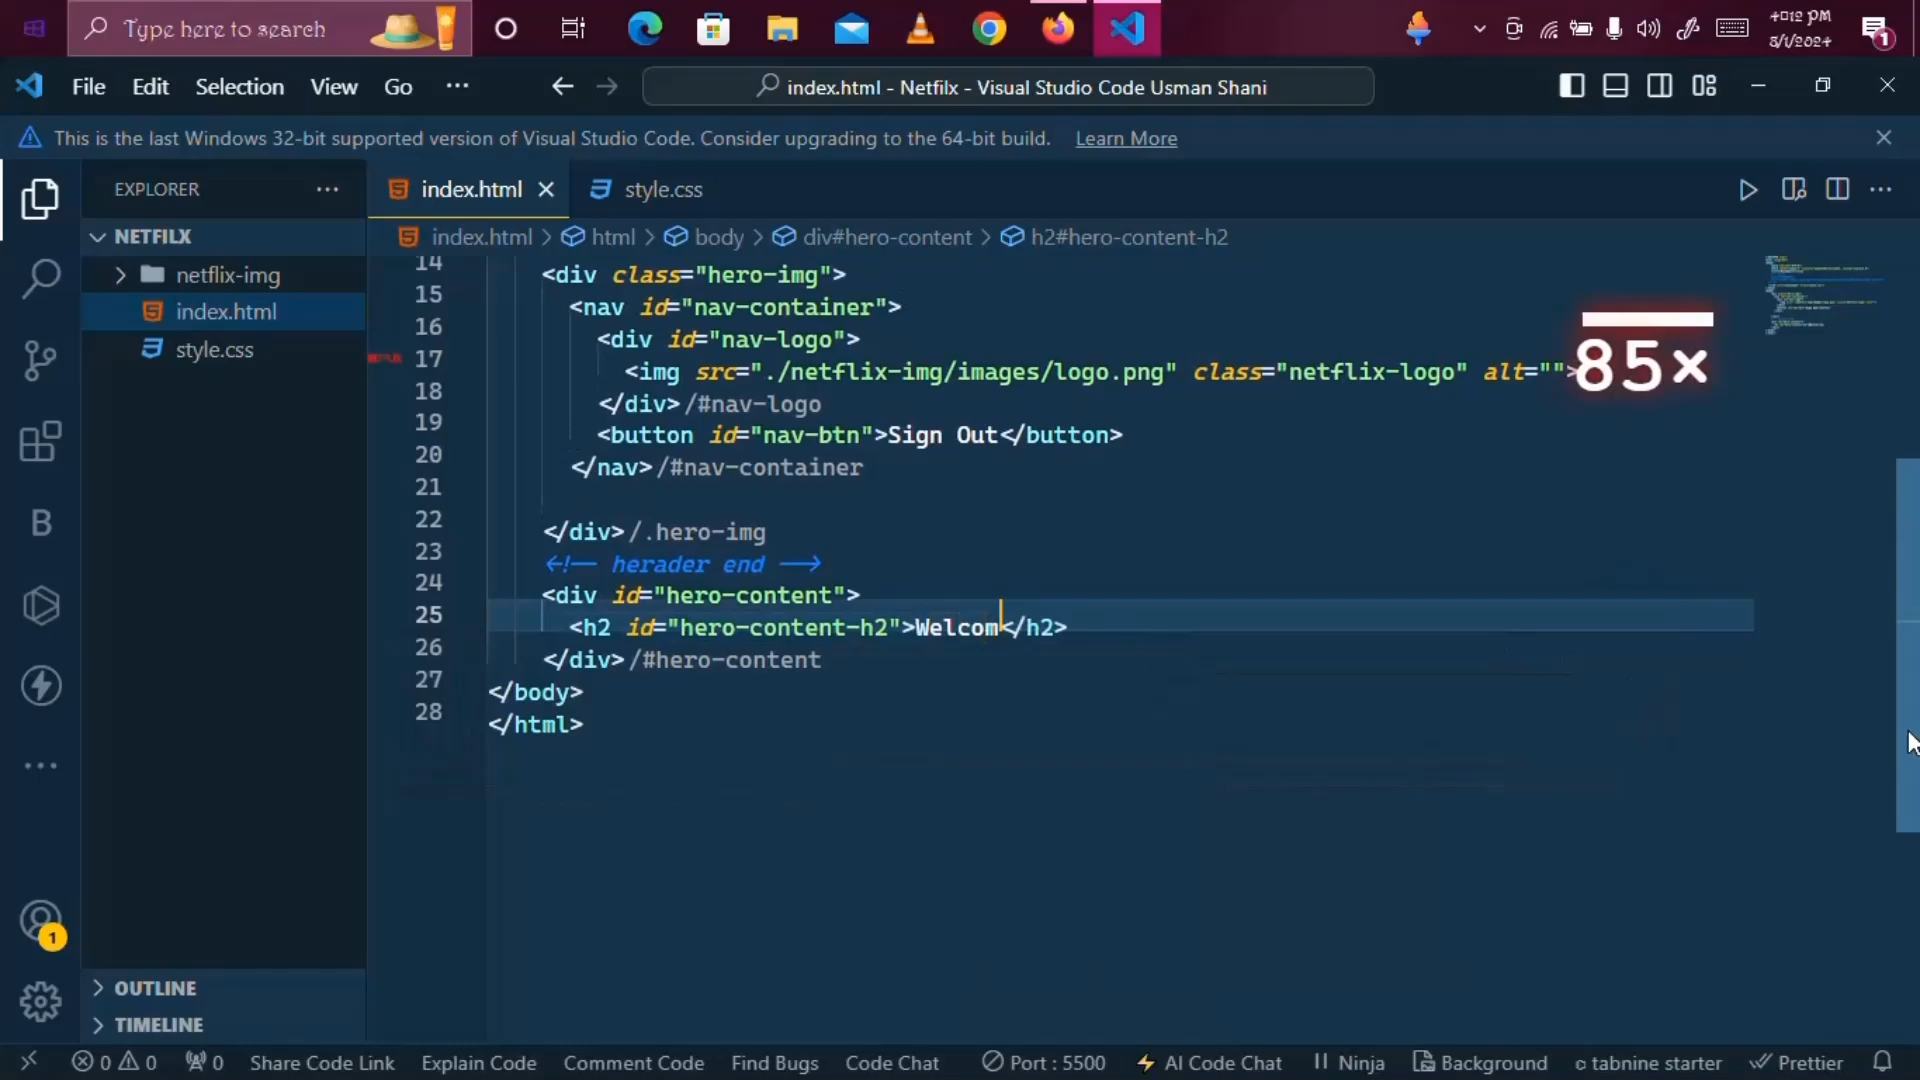 Type here to search
4:12 PM
5/1/2024
1
File Edit Selection View Go ···
index.html - Netfilx - Visual Studio Code Usman Shani
This is the last Windows 32-bit supported version of Visual Studio Code. Consider upgrading to the 64-bit build. Learn More
EXPLORER ···
index.html
style.css
NETFILX
netflix-img
index.html
style.css
index.html > html > body > div#hero-content > h2#hero-content-h2
14 <div class="hero-img">
15 <nav id="nav-container">
16 <div id="nav-logo">
17 <img src="./netflix-img/images/logo.png" class="netflix-logo" alt="">
18 </div>/#nav-logo
19 <button id="nav-btn">Sign Out</button>
20 </nav>/#nav-container
21
22 </div>/.hero-img
23 <!-- herader end -->
24 <div id="hero-content">
25 <h2 id="hero-content-h2">Welcom</h2>
26 </div>/#hero-content
27 </body>
28 </html>
85×
B
1
OUTLINE
TIMELINE
0 0 0 Share Code Link Explain Code Comment Code Find Bugs Code Chat Port : 5500 AI Code Chat Ninja Background tabnine starter Prettier